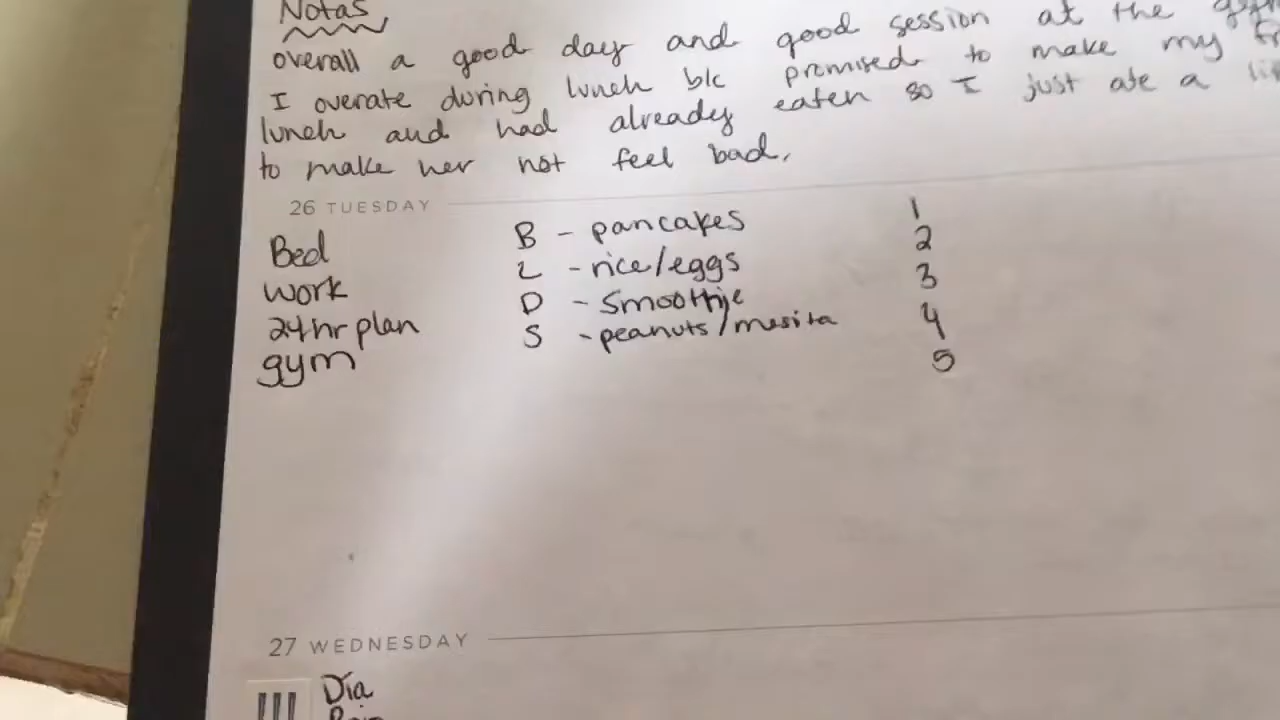 Notas
overall a good day and good session at the
I overate during lunch b/c promised to make my
lunch and had already eaten so I just ate a
to make her not feel bad.
26 TUESDAY
Bed B - pancakes 1
work L - rice/eggs 2
24hr plan D - smoothie 3
gym S - peanuts/ 4
5
27 WEDNESDAY
Día